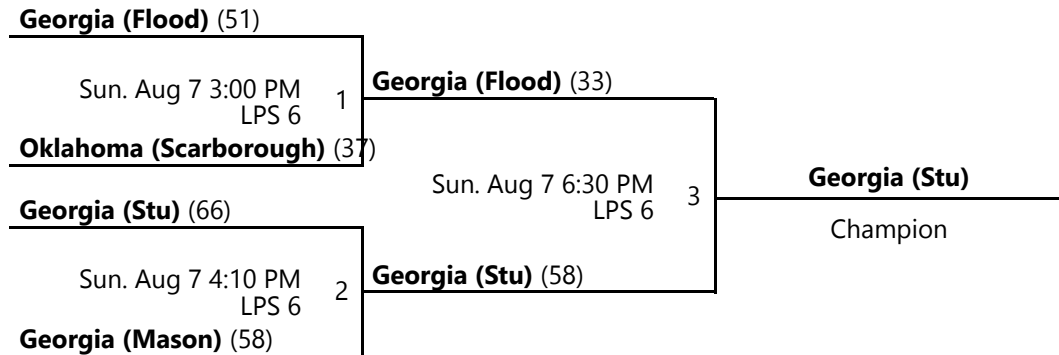 Georgia (Flood) (51)
Sun. Aug 7 3:00 PM
LPS 6
1
Oklahoma (Scarborough) (37)
Georgia (Flood) (33)
Georgia (Stu) (66)
Sun. Aug 7 4:10 PM
LPS 6
2
Georgia (Mason) (58)
Sun. Aug 7 6:30 PM
LPS 6
3
Georgia (Stu) (58)
Georgia (Stu)
Champion